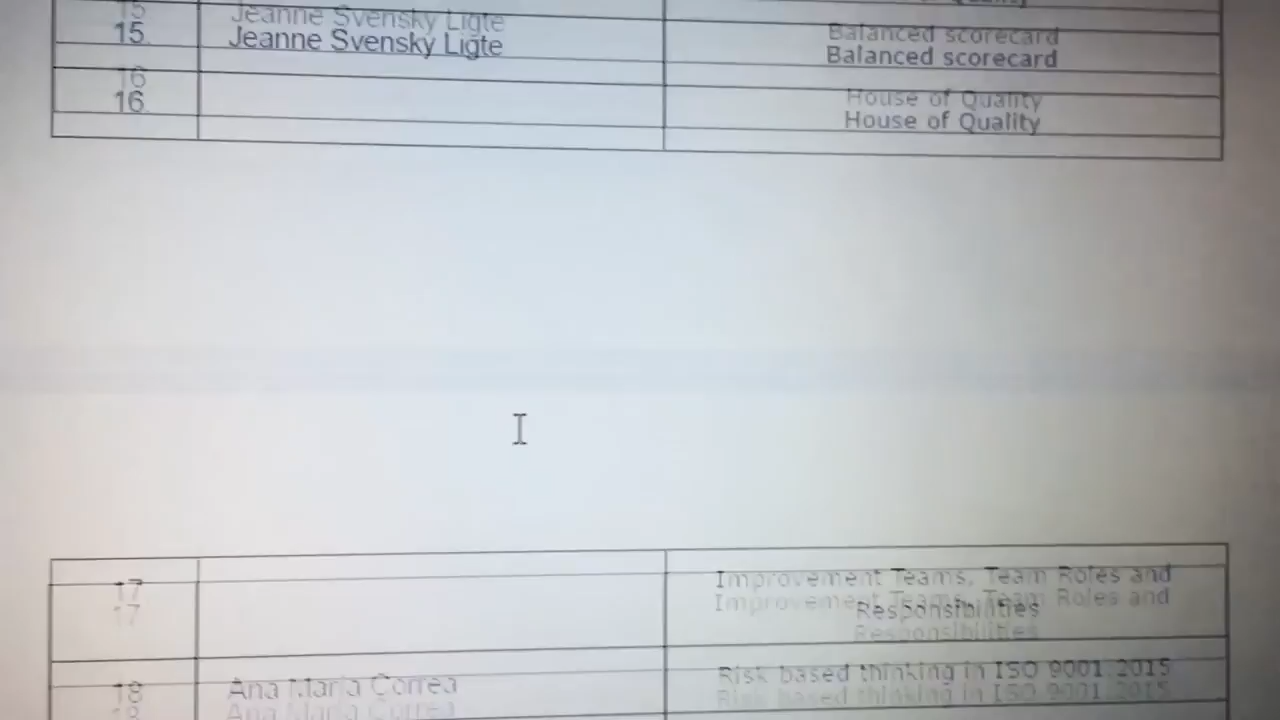 15. Jeanne Svensky Ligte Balanced scorecard
16. House of Quality
17 Improvement Teams, Team Roles and
Responsibilities
18 Ana Maria Correa Risk based thinking in ISO 9001:2015